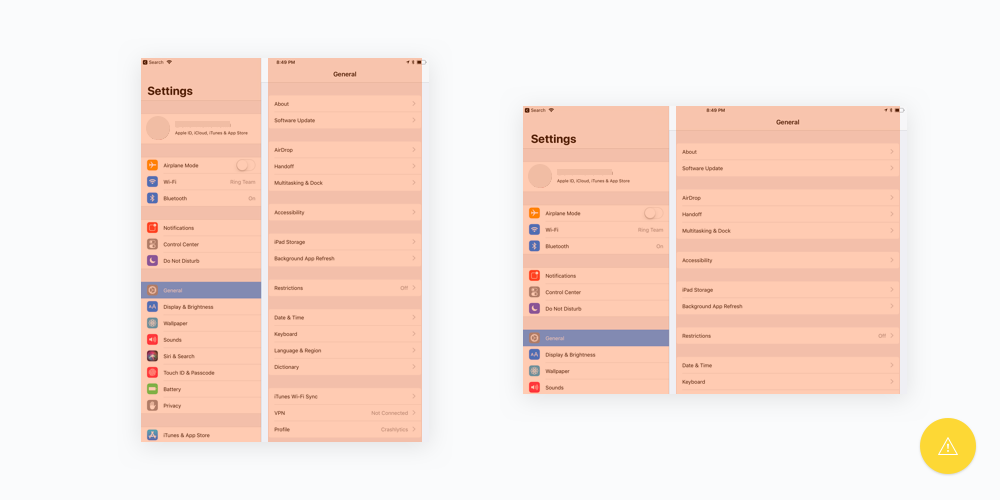 Search
8:49 PM
General
Settings
Apple ID, iCloud, iTunes & App Store
Airplane Mode
Wi-Fi Ring Team
Bluetooth On
Notifications
Control Center
Do Not Disturb
General
Display & Brightness
Wallpaper
Sounds
Siri & Search
Touch ID & Passcode
Battery
Privacy
iTunes & App Store
About
Software Update
AirDrop
Handoff
Multitasking & Dock
Accessibility
iPad Storage
Background App Refresh
Restrictions Off
Date & Time
Keyboard
Language & Region
Dictionary
iTunes Wi-Fi Sync
VPN Not Connected
Profile Crashlytics
Search
8:49 PM
General
Settings
Apple ID, iCloud, iTunes & App Store
Airplane Mode
Wi-Fi Ring Team
Bluetooth On
Notifications
Control Center
Do Not Disturb
General
Display & Brightness
Wallpaper
Sounds
About
Software Update
AirDrop
Handoff
Multitasking & Dock
Accessibility
iPad Storage
Background App Refresh
Restrictions Off
Date & Time
Keyboard